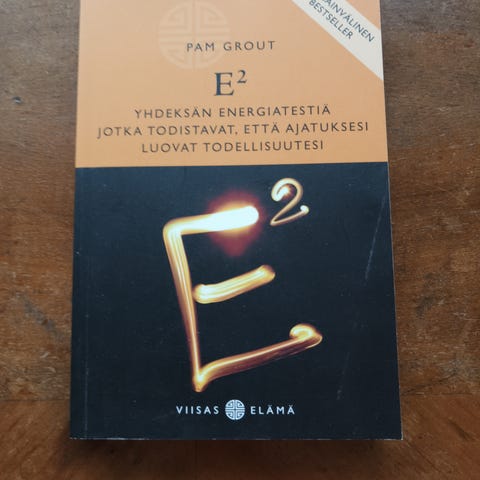 BESTSELLER
PAM GROUT
E²
YHDEKSÄN ENERGIATESTIÄ
JOTKA TODISTAVAT, ETTÄ AJATUKSESI
LUOVAT TODELLISUUTESI
E²
VIISAS ELÄMÄ